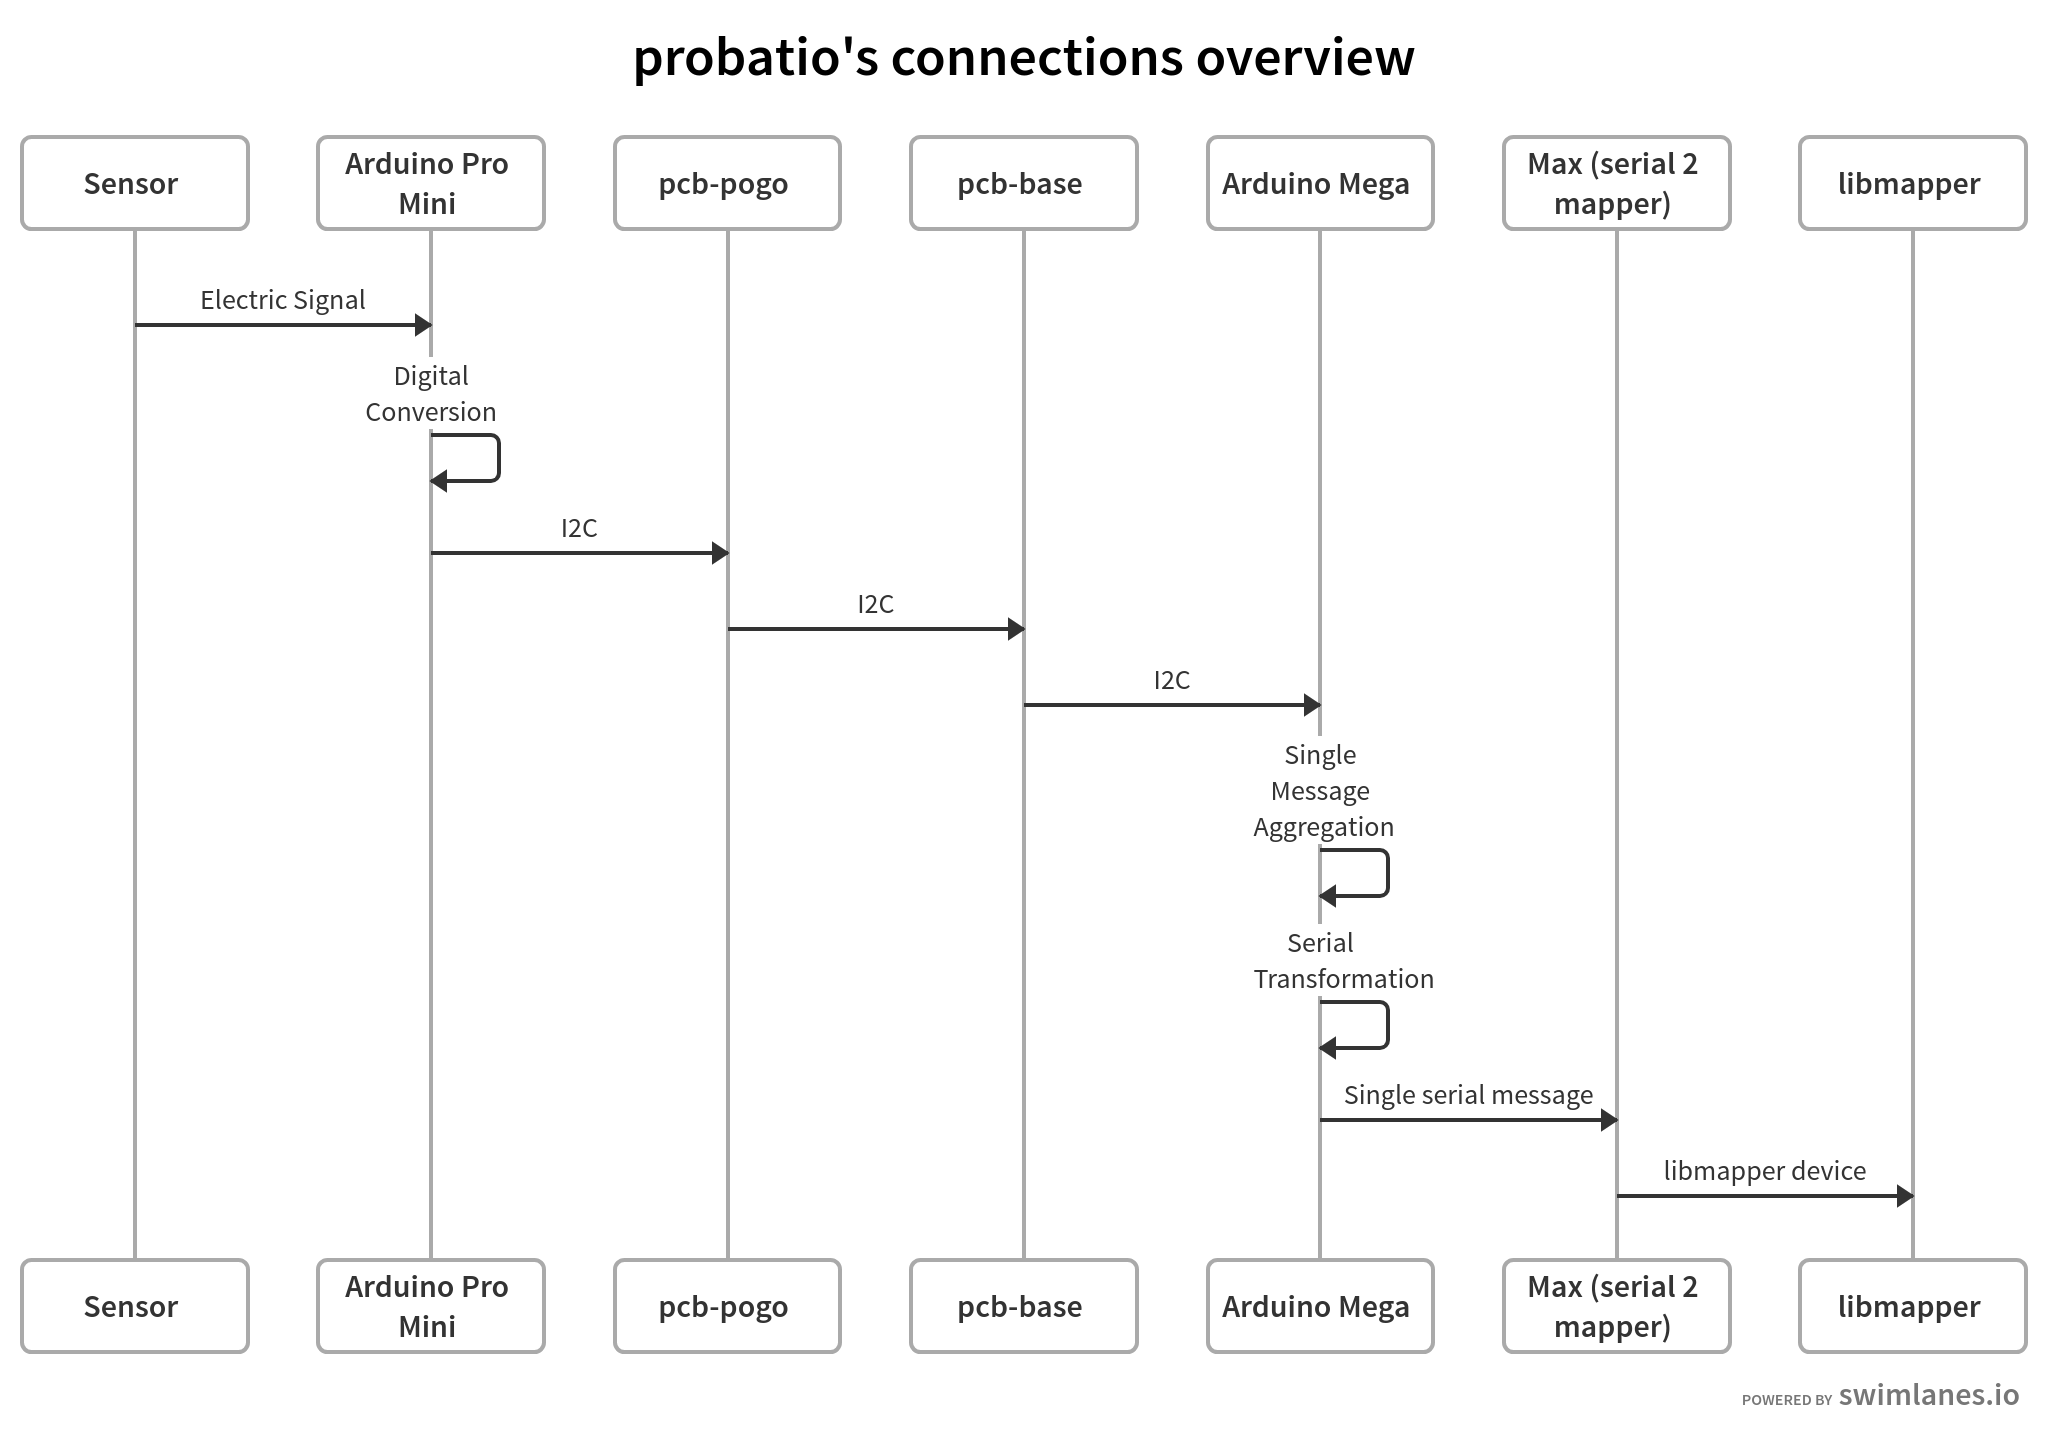 probatio's connections overview
Sensor
Arduino Pro
Mini
pcb-pogo
pcb-base
Arduino Mega
Max (serial 2
mapper)
libmapper
Electric Signal
Digital
Conversion
I2C
I2C
I2C
Single
Message
Aggregation
Serial
Transformation
Single serial message
libmapper device
Sensor
Arduino Pro
Mini
pcb-pogo
pcb-base
Arduino Mega
Max (serial 2
mapper)
libmapper
POWERED BY swimlanes.io